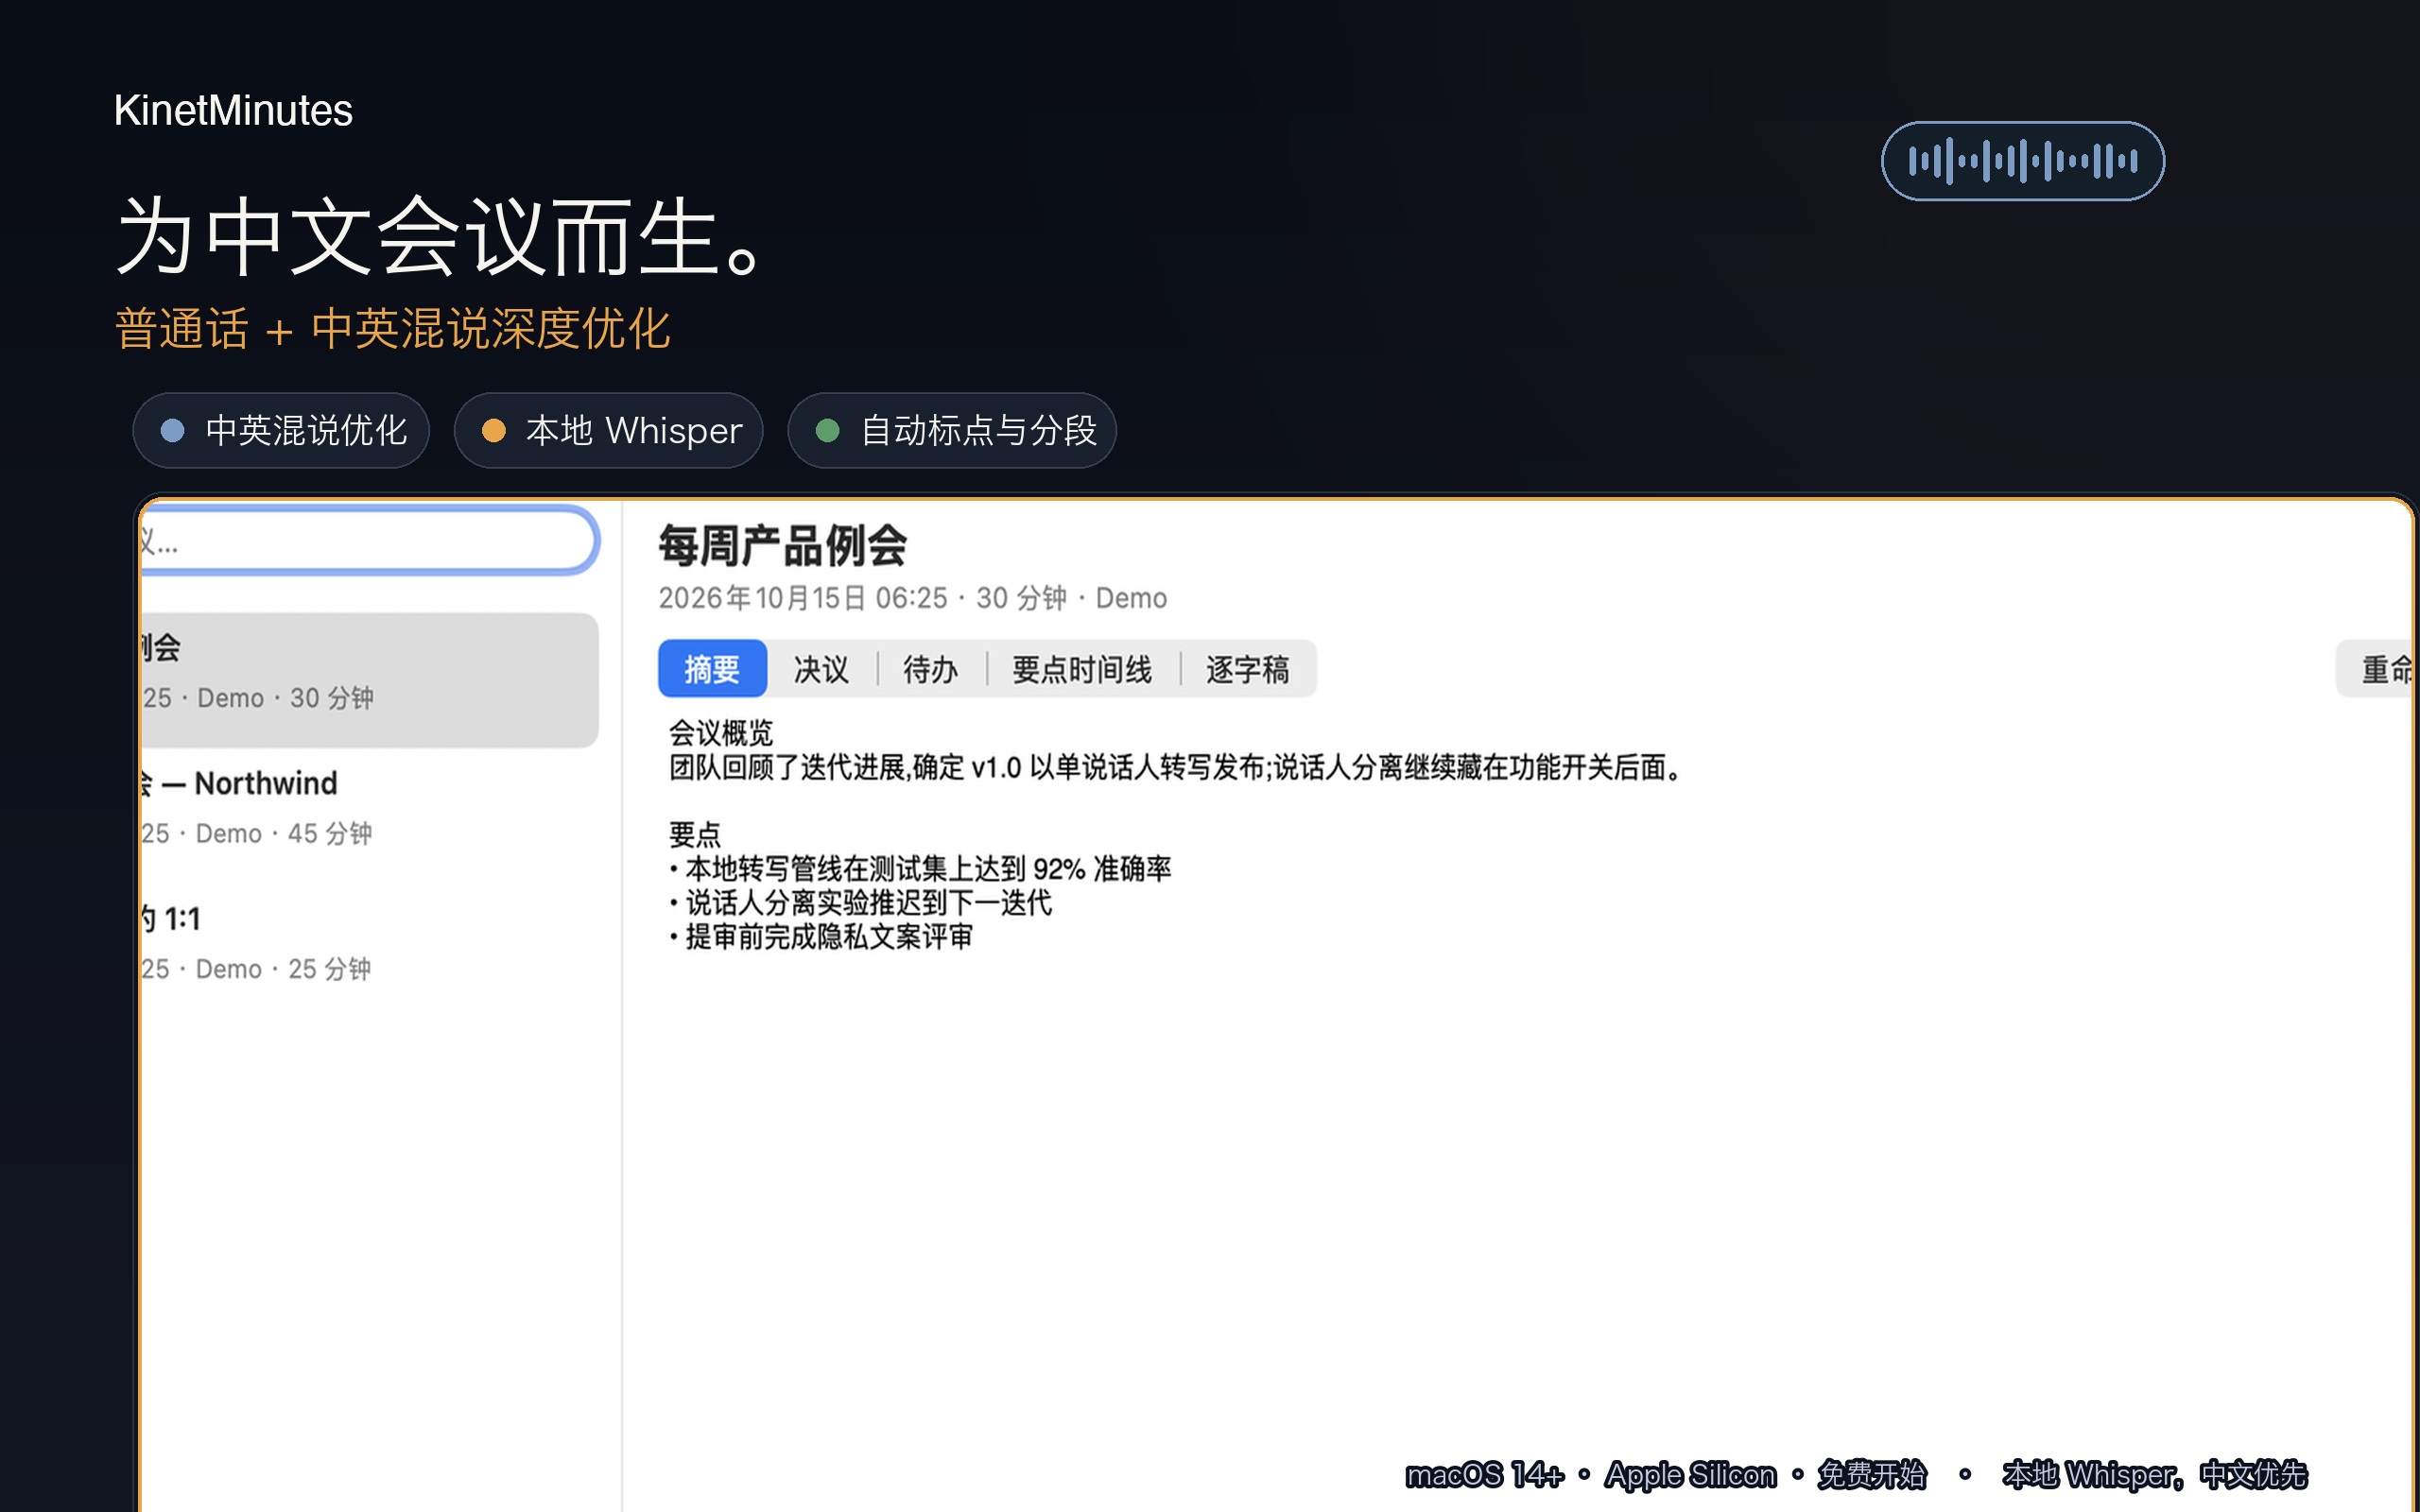 KinetMinutes
为中文会议而生。
普通话 + 中英混说深度优化
中英混说优化
本地 Whisper
自动标点与分段
议...
例会
25 · Demo · 30 分钟
会 — Northwind
25 · Demo · 45 分钟
的 1:1
25 · Demo · 25 分钟
每周产品例会
2026年10月15日 06:25 · 30 分钟 · Demo
摘要
决议
待办
要点时间线
逐字稿
重命
会议概览
团队回顾了迭代进展,确定 v1.0 以单说话人转写发布;说话人分离继续藏在功能开关后面。
要点
• 本地转写管线在测试集上达到 92% 准确率
• 说话人分离实验推迟到下一迭代
• 提审前完成隐私文案评审
macOS 14+ • Apple Silicon • 免费开始 • 本地 Whisper，中文优先